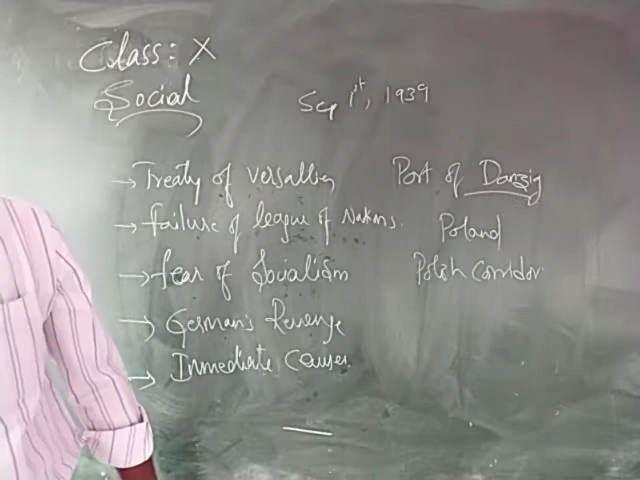 Class: X
Social
Sep 1st, 1939
→ Treaty of Versailles
→ failure of league of Nations.
→ fear of Socialism
→ German's Revenge
→ Immediate Causes
Port of Danzig
Poland
Polish Corridor